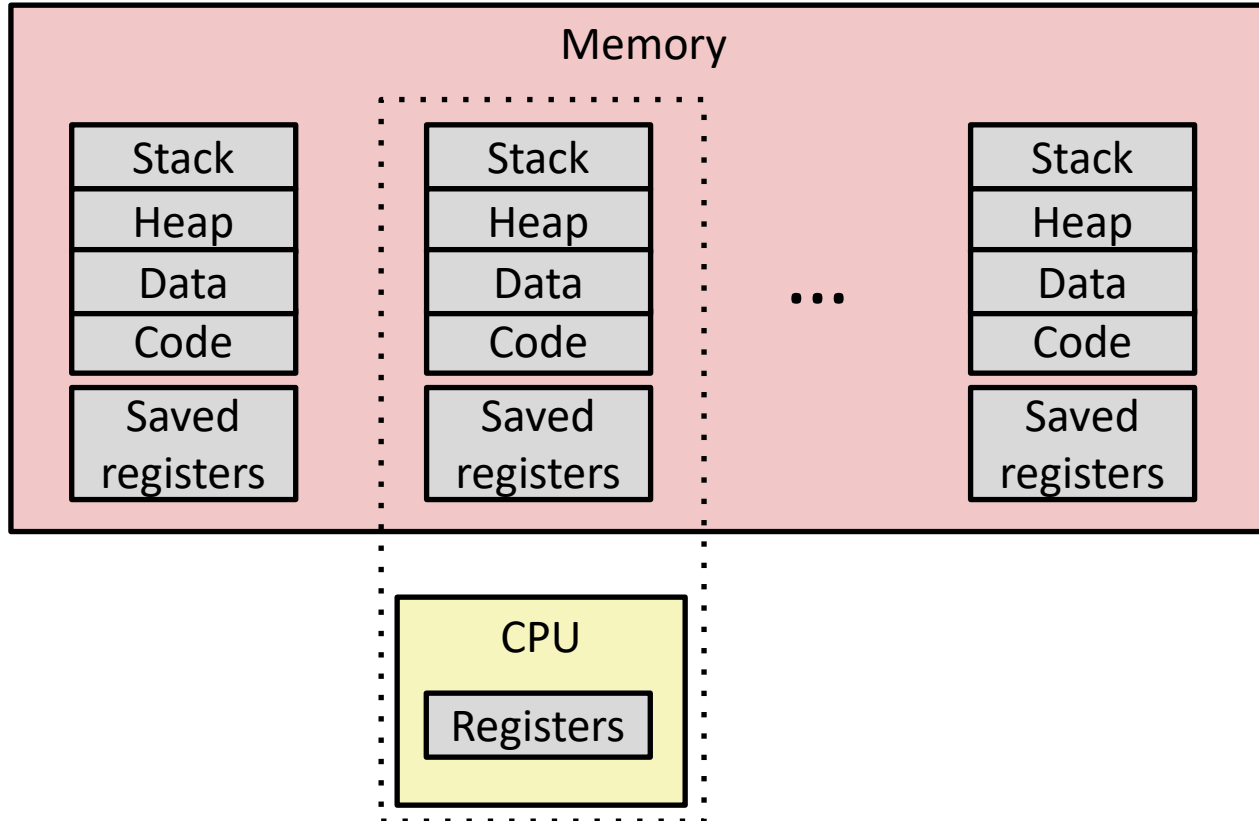 Memory
Stack
Heap
Data
Code
Saved
registers
Stack
Heap
Data
Code
Saved
registers
...
Stack
Heap
Data
Code
Saved
registers
CPU
Registers